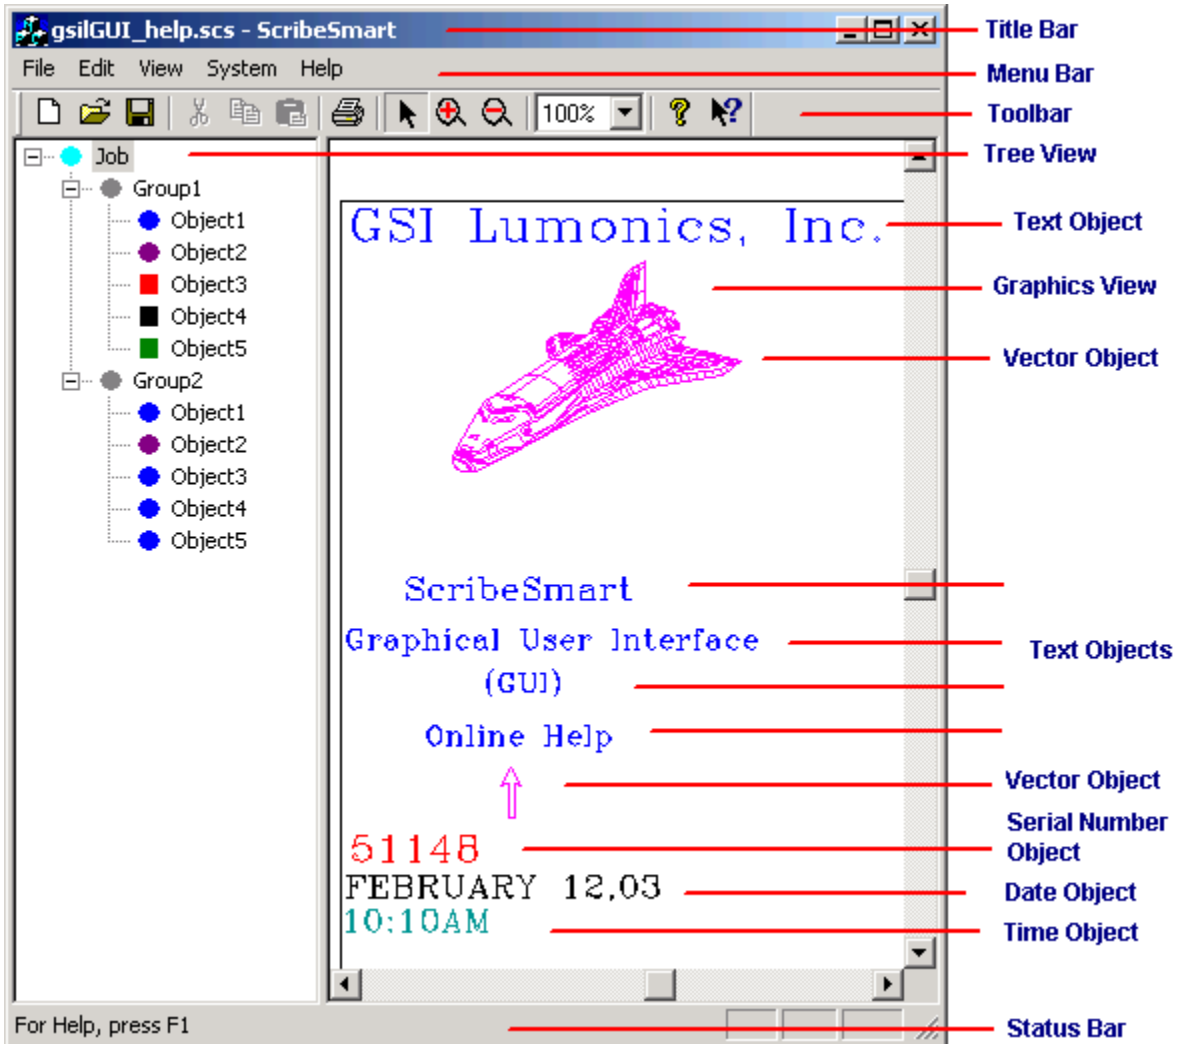 gsilGUI_help.scs - ScribeSmart
Title Bar
File Edit View System Help
Menu Bar
100%
Toolbar
Job
Tree View
Group1
Object1
Object2
Object3
Object4
Object5
Group2
Object1
Object2
Object3
Object4
Object5
GSI Lumonics, Inc.
Text Object
Graphics View
Vector Object
ScribeSmart
Graphical User Interface
(GUI)
Text Objects
Online Help
Vector Object
51148
Serial Number
Object
FEBRUARY 12,03
Date Object
10:10AM
Time Object
For Help, press F1
Status Bar